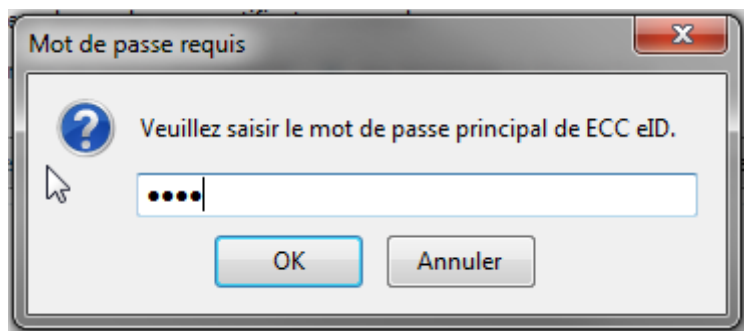 Mot de passe requis
Veuillez saisir le mot de passe principal de ECC eID.
••••
OK Annuler